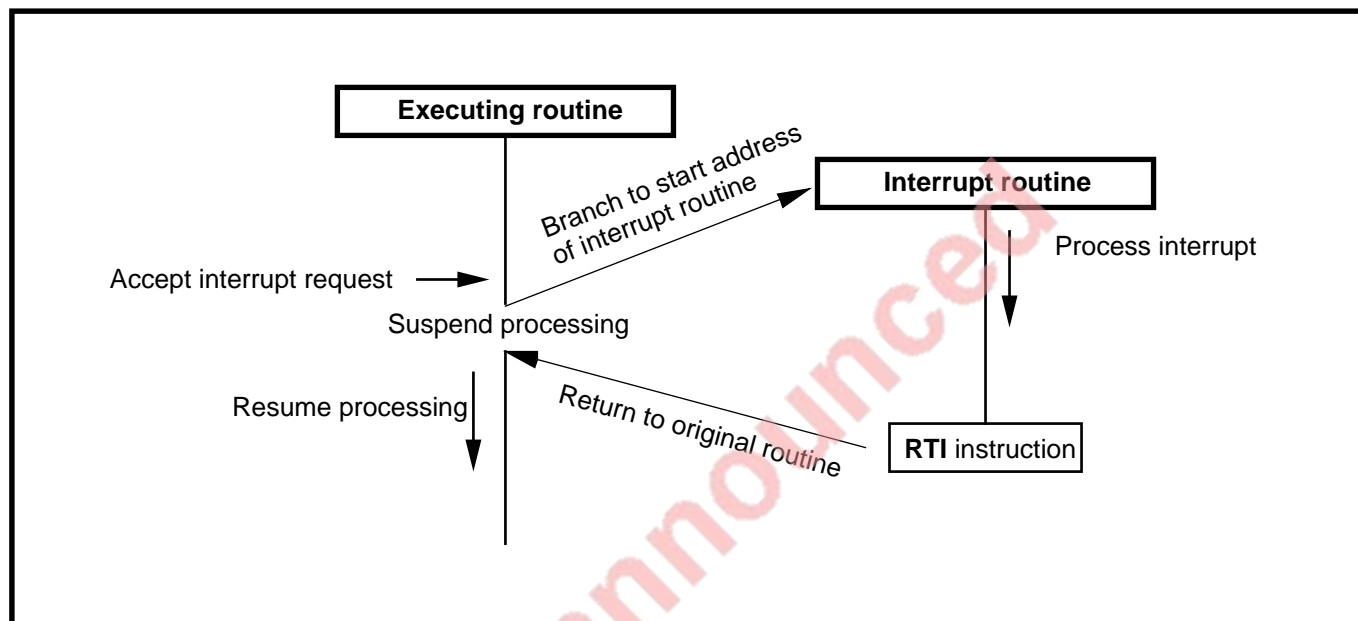 Executing routine
Branch to start address
of interrupt routine
Interrupt routine
Process interrupt
Accept interrupt request
Suspend processing
Return to original routine
Resume processing
RTI instruction
nnounced